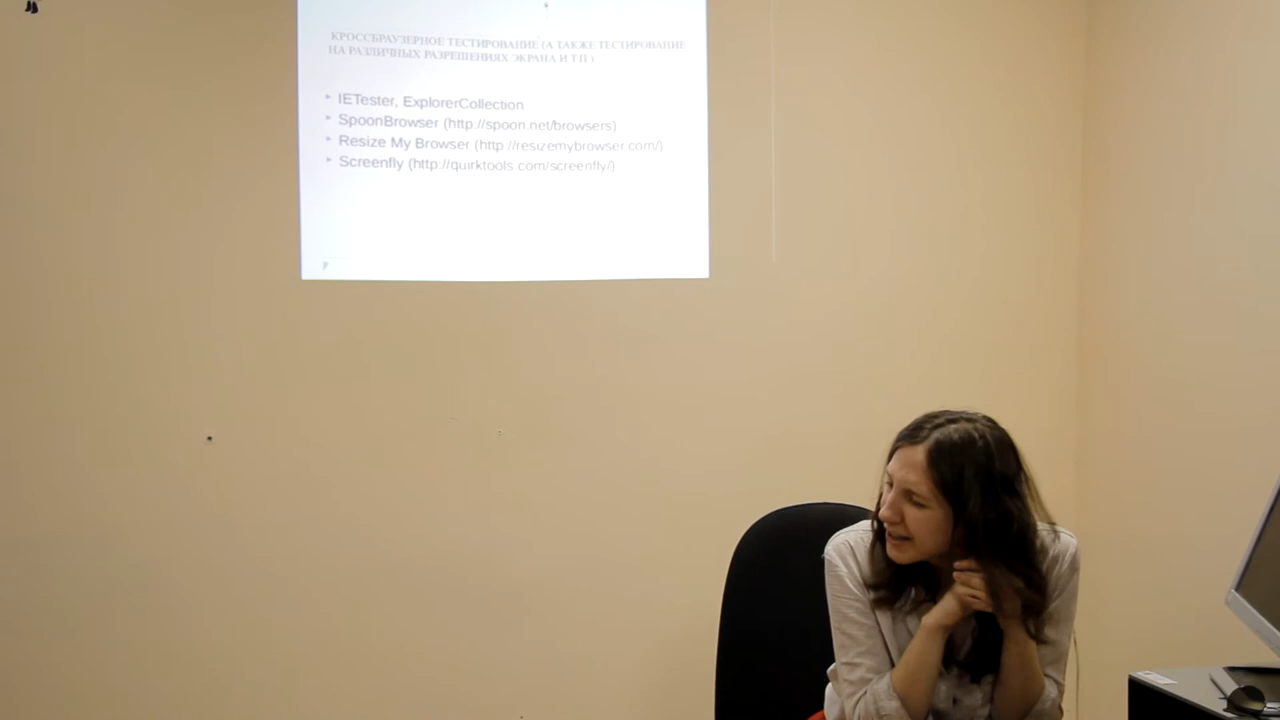 КРОССБРАУЗЕРНОЕ ТЕСТИРОВАНИЕ (А ТАКЖЕ ТЕСТИРОВАНИЕ
НА РАЗЛИЧНЫХ РАЗРЕШЕНИЯХ ЭКРАНА И Т.П.)
IETester, ExplorerCollection
SpoonBrowser (http://spoon.net/browsers)
Resize My Browser (http://resizemybrowser.com/)
Screenfly (http://quirktools.com/screenfly/)